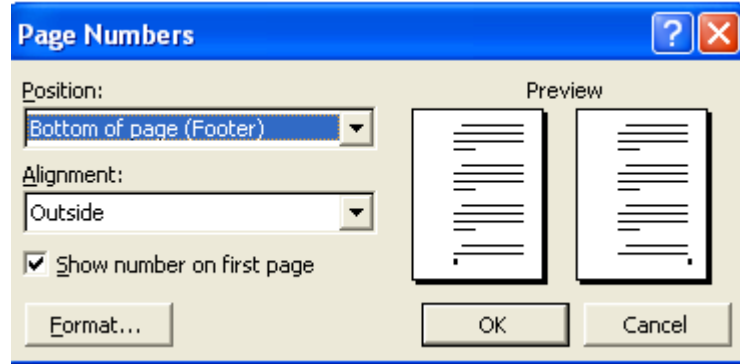 Page Numbers
Position:
Preview
Bottom of page (Footer)
Alignment:
Outside
Show number on first page
Format...
OK
Cancel